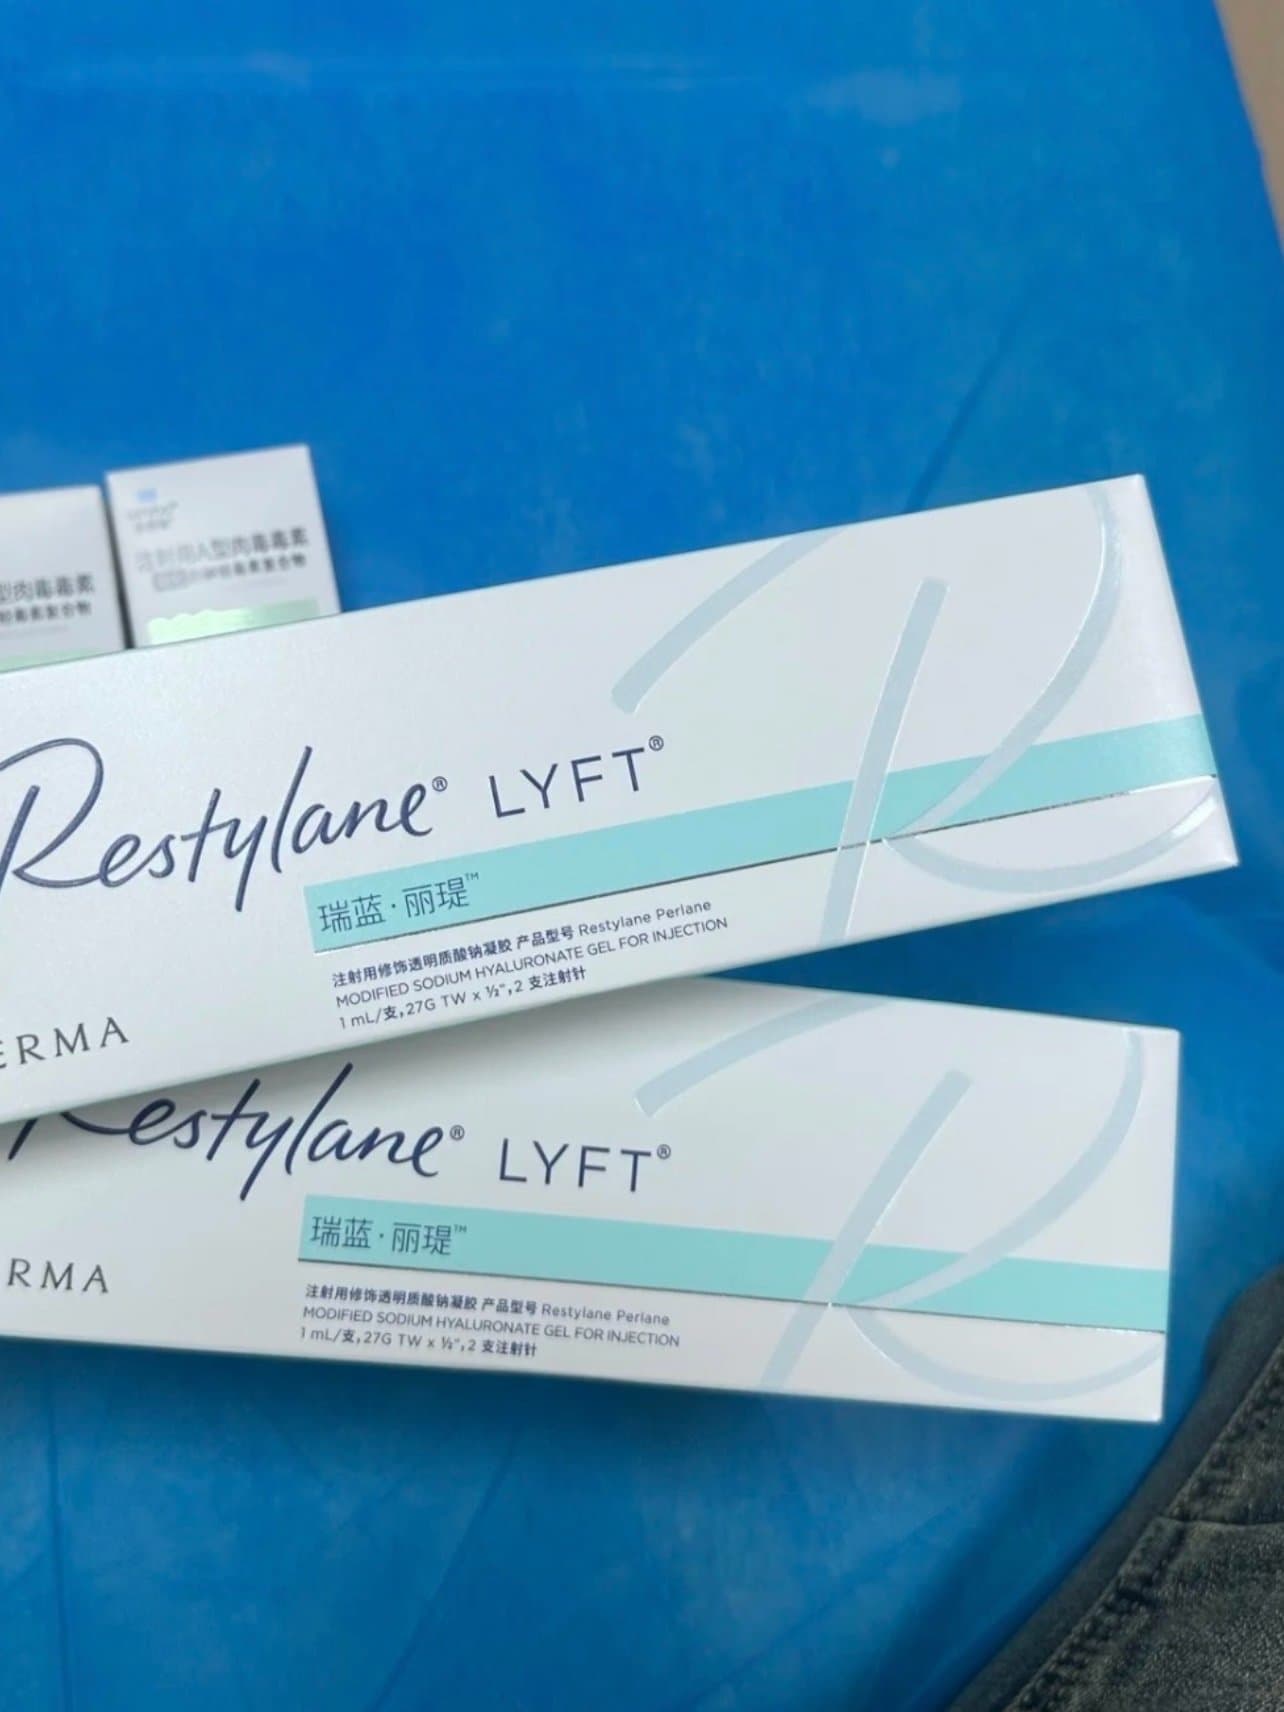 型肉毒毒素
注射用A型肉毒毒素
Restylane® LYFT®
瑞蓝·丽瑅™
注射用修饰透明质酸钠凝胶 产品型号 Restylane Perlane
MODIFIED SODIUM HYALURONATE GEL FOR INJECTION
1 mL/支, 27G TW x ½", 2 支注射针
ERMA
Restylane® LYFT®
瑞蓝·丽瑅™
注射用修饰透明质酸钠凝胶 产品型号 Restylane Perlane
MODIFIED SODIUM HYALURONATE GEL FOR INJECTION
1 mL/支, 27G TW x ½", 2 支注射针
RMA